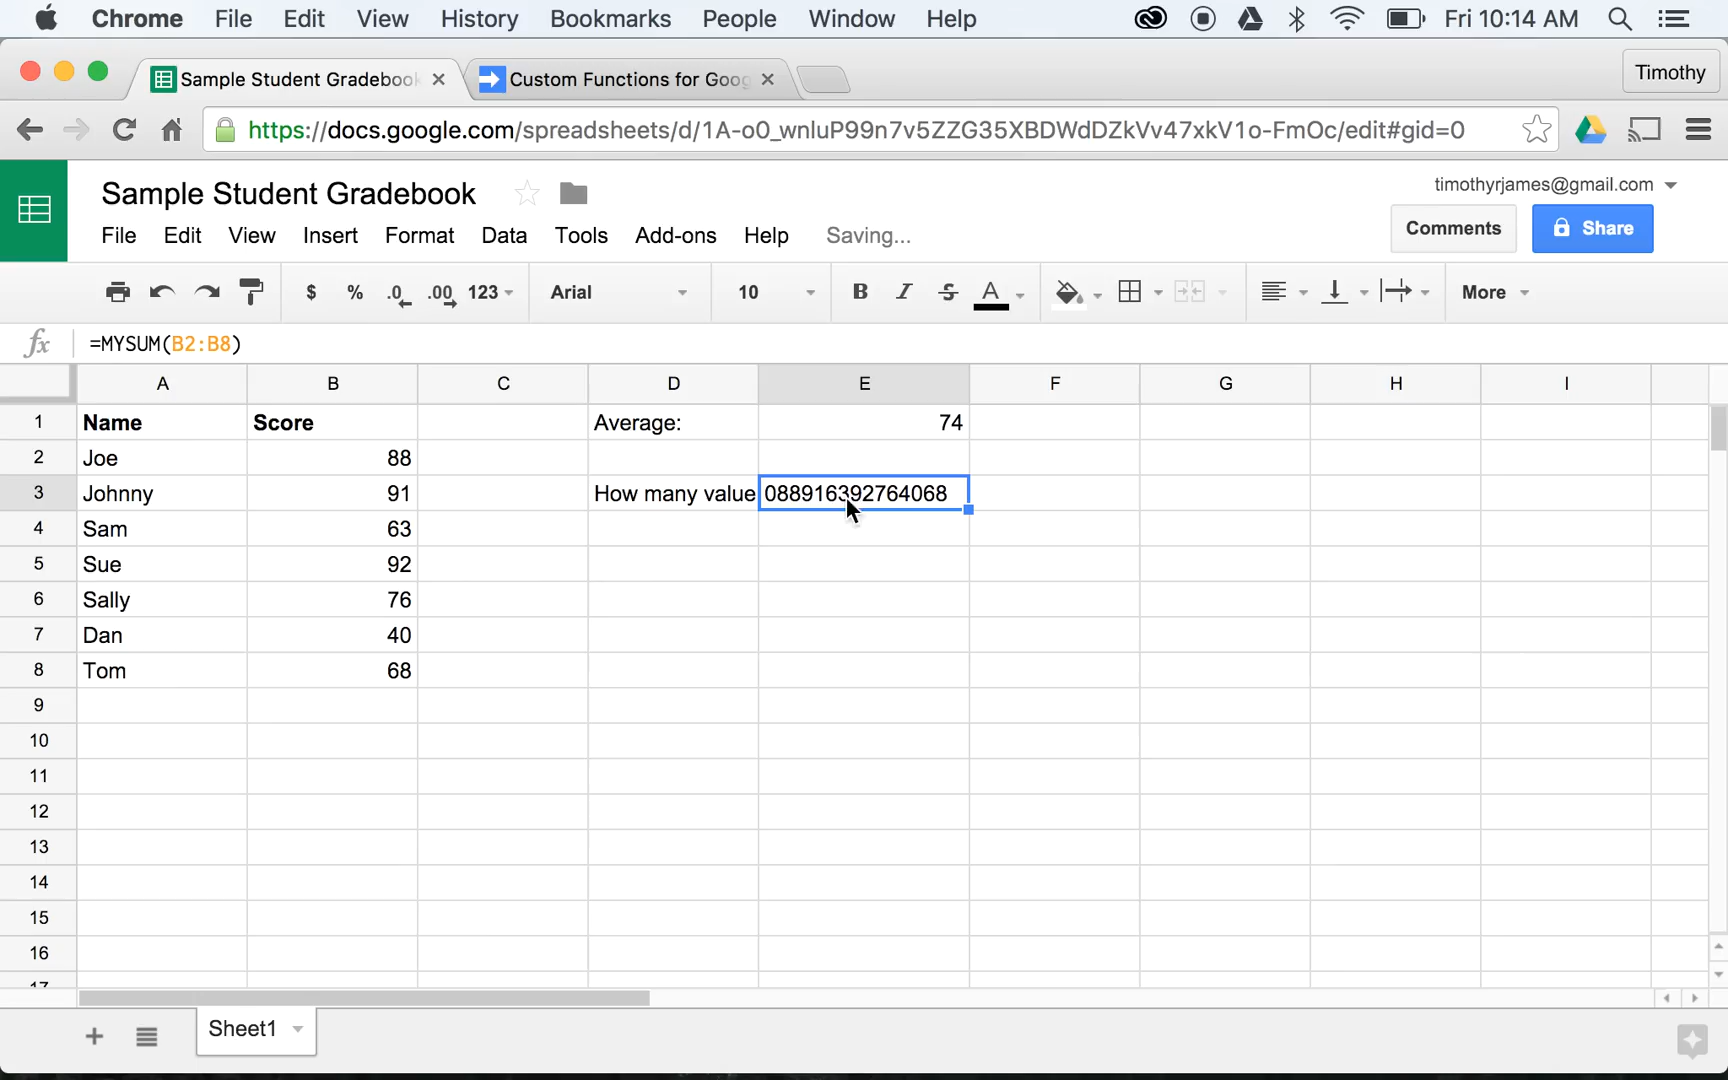 Chrome File Edit View History Bookmarks People Window Help Fri 10:14 AM
Sample Student Gradebook Custom Functions for Goog Timothy
https://docs.google.com/spreadsheets/d/1A-o0_wnluP99n7v5ZZG35XBDWdDZkVv47xkV1o-FmOc/edit#gid=0
Sample Student Gradebook timothyrjames@gmail.com
File Edit View Insert Format Data Tools Add-ons Help Saving... Comments Share
$ % .0 .00 123 Arial 10 B I S A More
fx =MYSUM(B2:B8)
A B C D E F G H I
1 Name Score Average: 74
2 Joe 88
3 Johnny 91 How many value 088916392764068
4 Sam 63
5 Sue 92
6 Sally 76
7 Dan 40
8 Tom 68
9
10
11
12
13
14
15
16
17
Sheet1